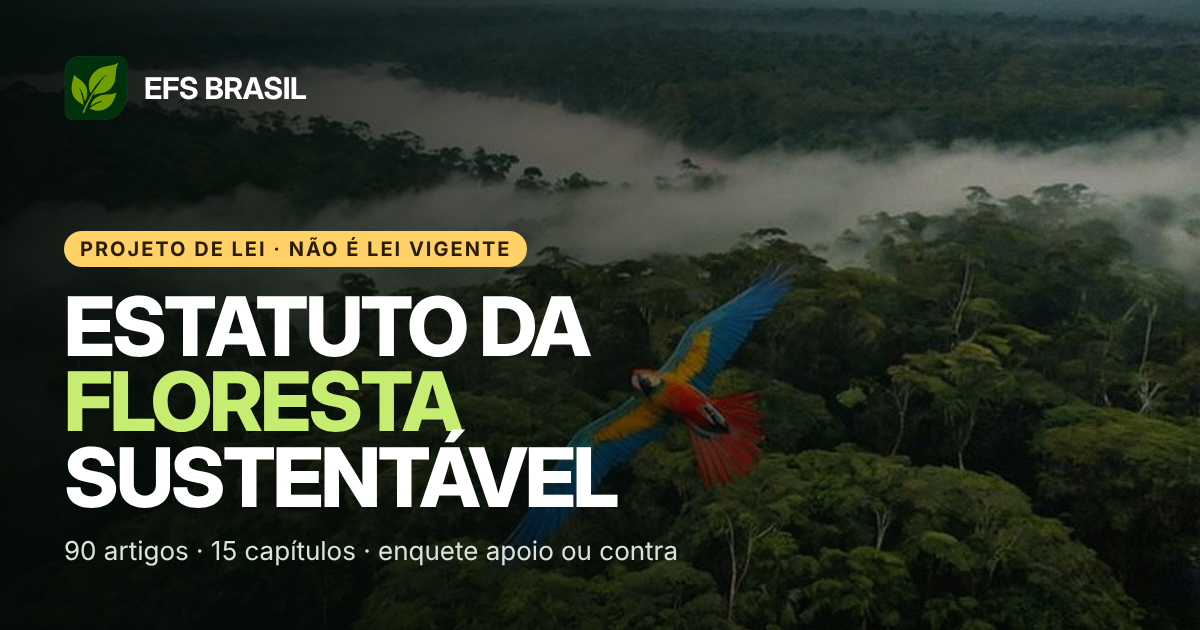 EFS BRASIL
PROJETO DE LEI · NÃO É LEI VIGENTE
ESTATUTO DA
FLORESTA
SUSTENTÁVEL
90 artigos · 15 capítulos · enquete apoio ou contra